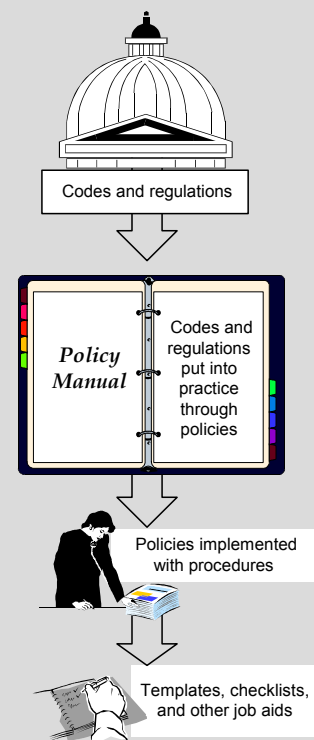 Codes and regulations
Policy
Manual
Codes and
regulations
put into
practice
through
policies
Policies implemented
with procedures
Templates, checklists,
and other job aids